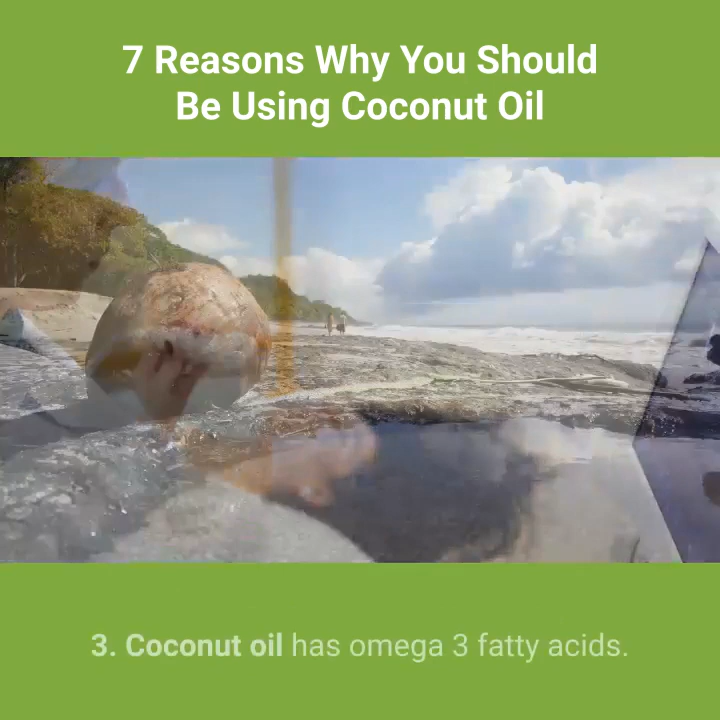 7 Reasons Why You Should
Be Using Coconut Oil
3. Coconut oil has omega 3 fatty acids.